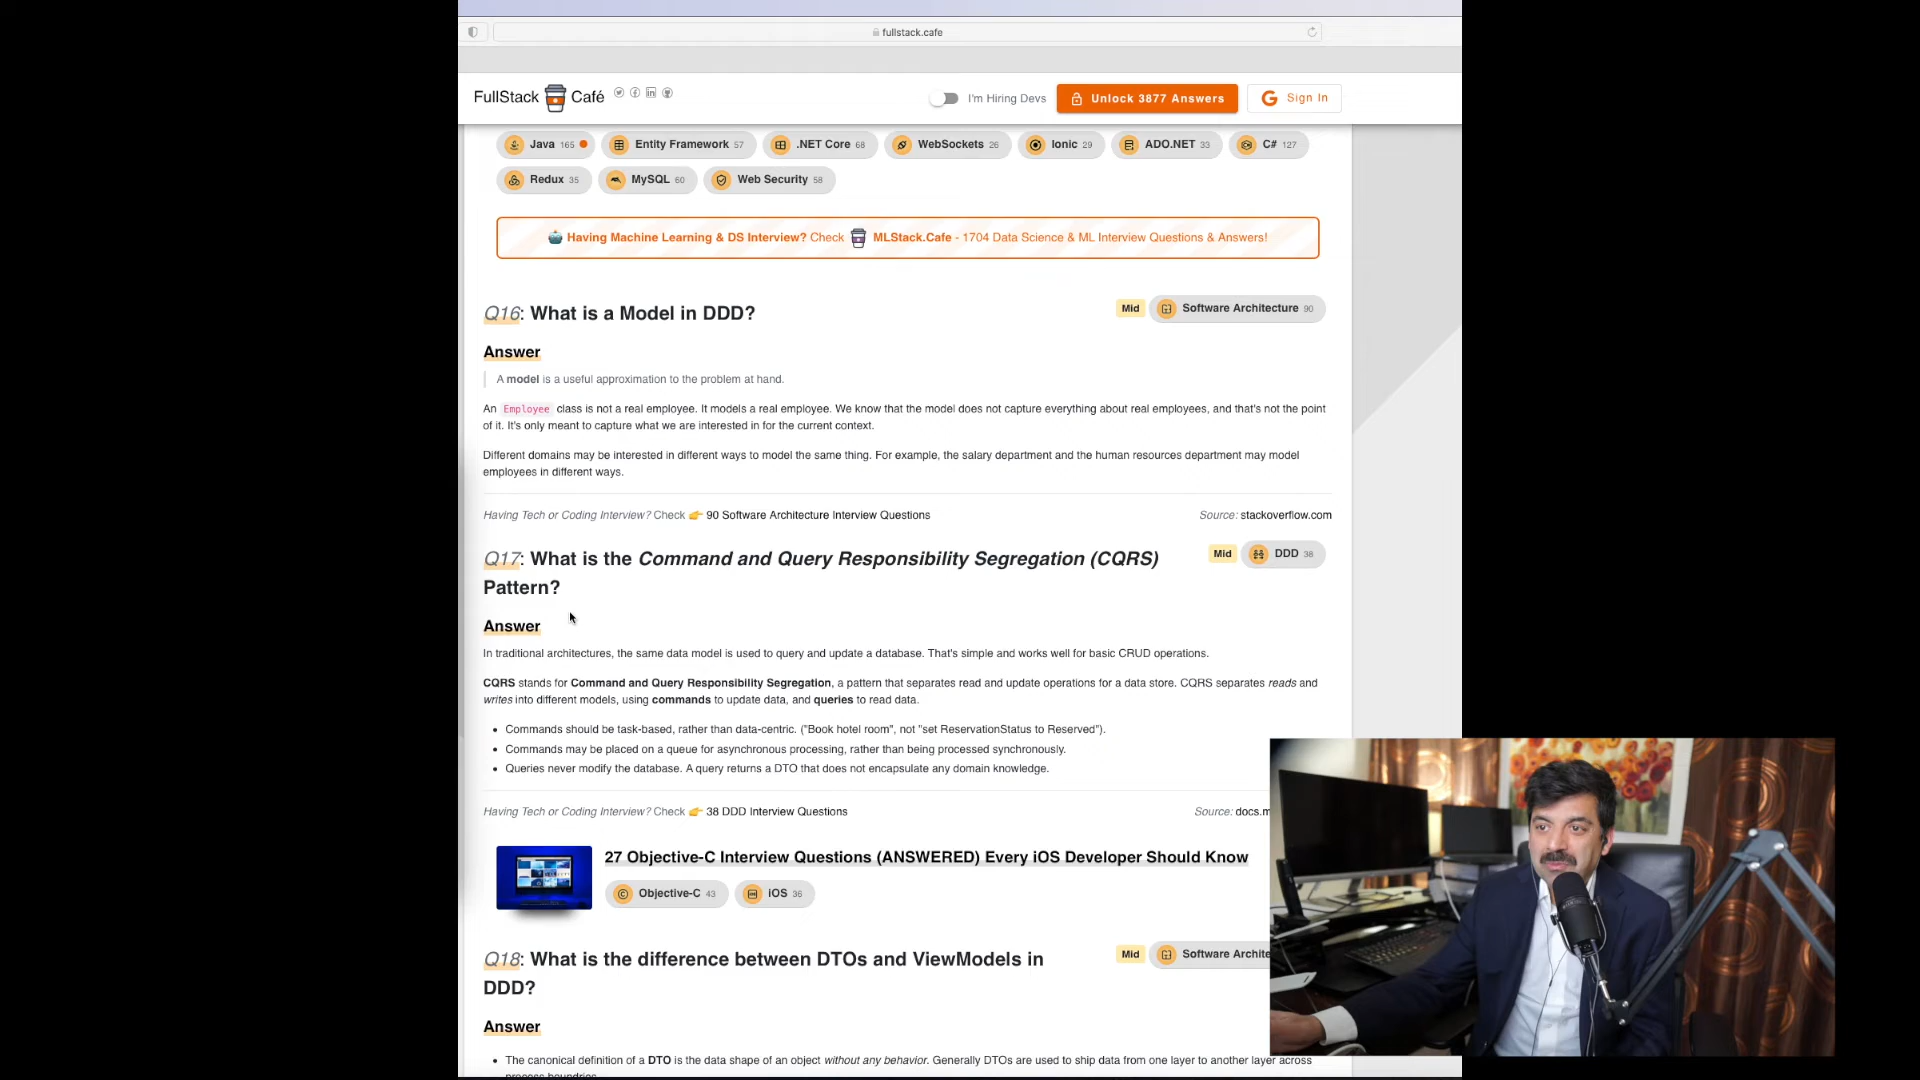 fullstack.cafe
FullStack Café
I'm Hiring Devs
Unlock 3877 Answers
Sign In
Java 165
Entity Framework 57
.NET Core 68
WebSockets 26
Ionic 29
ADO.NET 33
C# 127
Redux 35
MySQL 60
Web Security 58
Having Machine Learning & DS Interview? Check MLStack.Cafe - 1704 Data Science & ML Interview Questions & Answers!
Q16: What is a Model in DDD?
Mid
Software Architecture 90
Answer
A model is a useful approximation to the problem at hand.
An Employee class is not a real employee. It models a real employee. We know that the model does not capture everything about real employees, and that's not the point
of it. It's only meant to capture what we are interested in for the current context.
Different domains may be interested in different ways to model the same thing. For example, the salary department and the human resources department may model
employees in different ways.
Having Tech or Coding Interview? Check 👉 90 Software Architecture Interview Questions
Source: stackoverflow.com
Q17: What is the Command and Query Responsibility Segregation (CQRS)
Pattern?
Mid
DDD 38
Answer
In traditional architectures, the same data model is used to query and update a database. That's simple and works well for basic CRUD operations.
CQRS stands for Command and Query Responsibility Segregation, a pattern that separates read and update operations for a data store. CQRS separates reads and
writes into different models, using commands to update data, and queries to read data.
• Commands should be task-based, rather than data-centric. ("Book hotel room", not "set ReservationStatus to Reserved").
• Commands may be placed on a queue for asynchronous processing, rather than being processed synchronously.
• Queries never modify the database. A query returns a DTO that does not encapsulate any domain knowledge.
Having Tech or Coding Interview? Check 👉 38 DDD Interview Questions
Source: docs.m
27 Objective-C Interview Questions (ANSWERED) Every iOS Developer Should Know
Objective-C 43
iOS 36
Q18: What is the difference between DTOs and ViewModels in
DDD?
Mid
Software Archite
Answer
• The canonical definition of a DTO is the data shape of an object without any behavior. Generally DTOs are used to ship data from one layer to another layer across